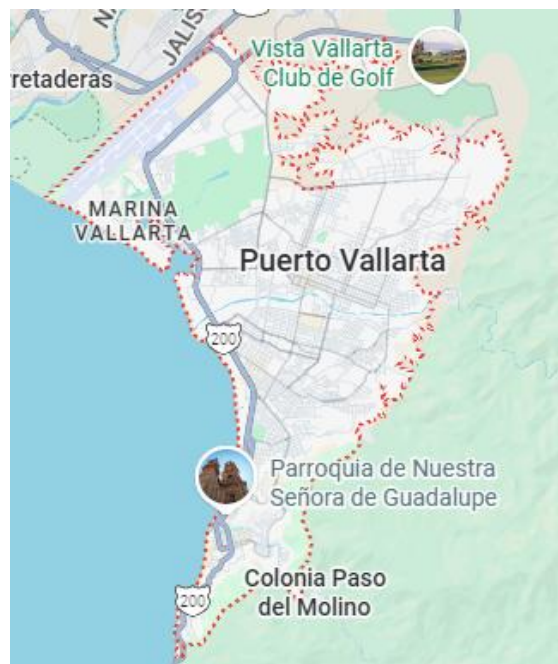 JALISC
Vista Vallarta
Club de Golf
rretaderas
MARINA
VALLARTA
Puerto Vallarta
200
Parroquia de Nuestra
Señora de Guadalupe
Colonia Paso
del Molino
200